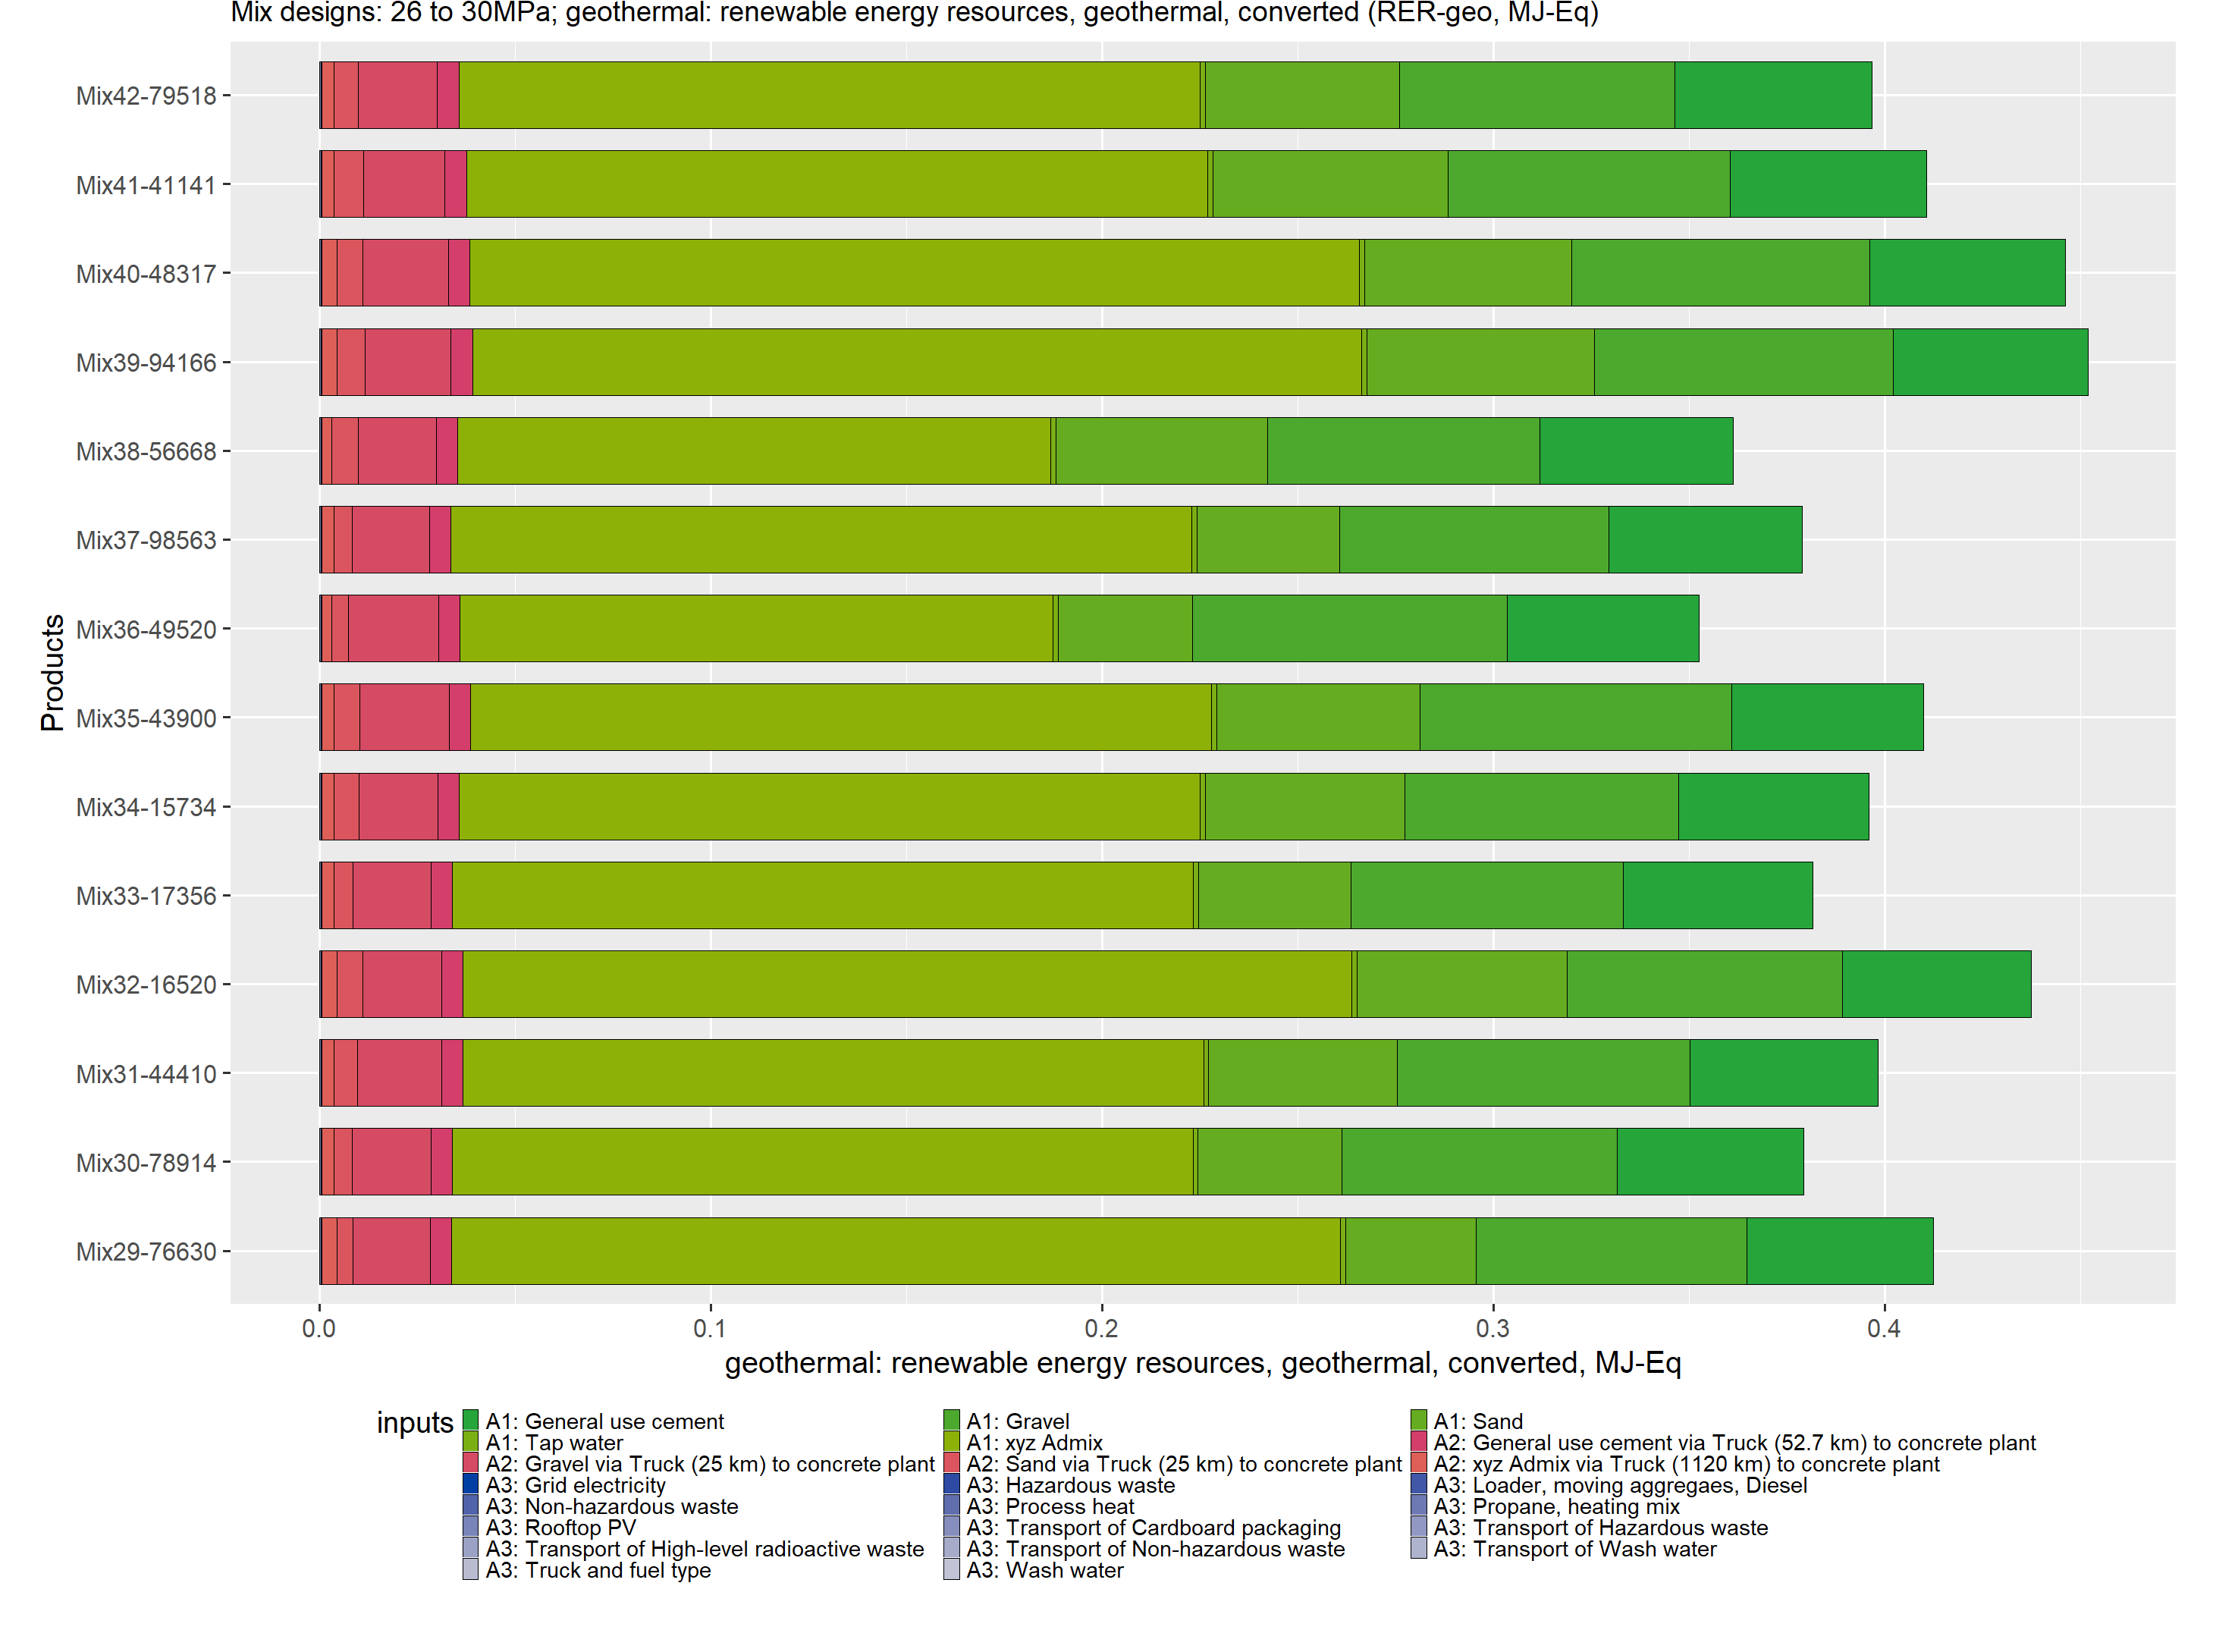 Mix designs: 26 to 30MPa; geothermal: renewable energy resources, geothermal, converted (RER-geo, MJ-Eq)
Products
Mix42-79518
Mix41-41141
Mix40-48317
Mix39-94166
Mix38-56668
Mix37-98563
Mix36-49520
Mix35-43900
Mix34-15734
Mix33-17356
Mix32-16520
Mix31-44410
Mix30-78914
Mix29-76630
0.0 0.1 0.2 0.3 0.4
geothermal: renewable energy resources, geothermal, converted, MJ-Eq
inputs
A1: General use cement A1: Gravel A1: Sand
A1: Tap water A1: xyz Admix A2: General use cement via Truck (52.7 km) to concrete plant
A2: Gravel via Truck (25 km) to concrete plant A2: Sand via Truck (25 km) to concrete plant A2: xyz Admix via Truck (1120 km) to concrete plant
A3: Grid electricity A3: Hazardous waste A3: Loader, moving aggregaes, Diesel
A3: Non-hazardous waste A3: Process heat A3: Propane, heating mix
A3: Rooftop PV A3: Transport of Cardboard packaging A3: Transport of Hazardous waste
A3: Transport of High-level radioactive waste A3: Transport of Non-hazardous waste A3: Transport of Wash water
A3: Truck and fuel type A3: Wash water